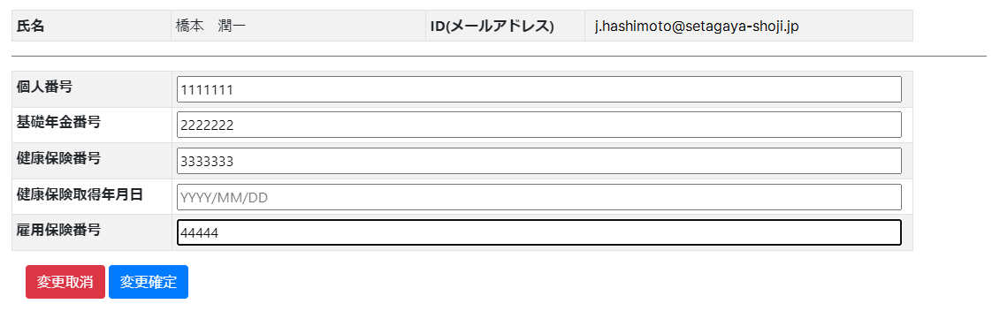 氏名 橋本　潤一 ID(メールアドレス) j.hashimoto@setagaya-shoji.jp
個人番号 1111111
基礎年金番号 2222222
健康保険番号 3333333
健康保険取得年月日 YYYY/MM/DD
雇用保険番号 44444
変更取消 変更確定